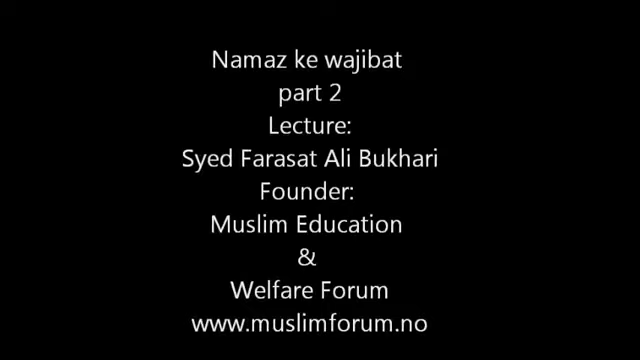 Namaz ke wajibat
part 2
Lecture:
Syed Farasat Ali Bukhari
Founder:
Muslim Education
&
Welfare Forum
www.muslimforum.no